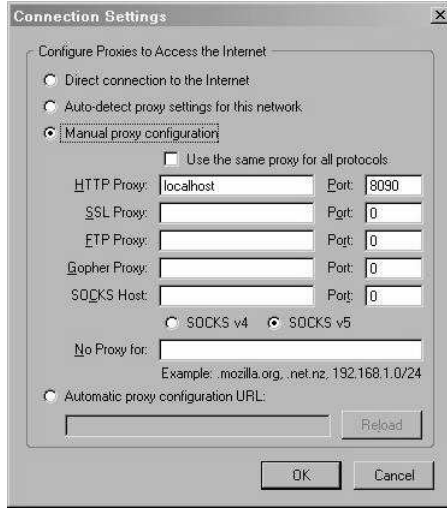 Connection Settings
Configure Proxies to Access the Internet
Direct connection to the Internet
Auto-detect proxy settings for this network
Manual proxy configuration
Use the same proxy for all protocols
HTTP Proxy: localhost Port: 8090
SSL Proxy: Port: 0
FTP Proxy: Port: 0
Gopher Proxy: Port: 0
SOCKS Host: Port: 0
SOCKS v4 SOCKS v5
No Proxy for:
Example: .mozilla.org, .net.nz, 192.168.1.0/24
Automatic proxy configuration URL:
Reload
OK Cancel